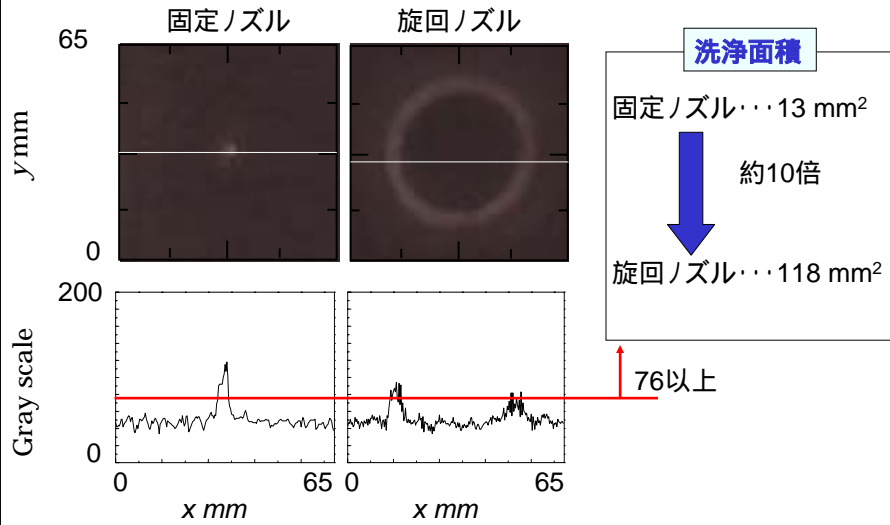 固定ノズル
旋回ノズル
65
y mm
0
洗浄面積
固定ノズル･･･13 mm²
約10倍
旋回ノズル･･･118 mm²
200
Gray scale
0
76以上
0
65
0
65
x mm
x mm